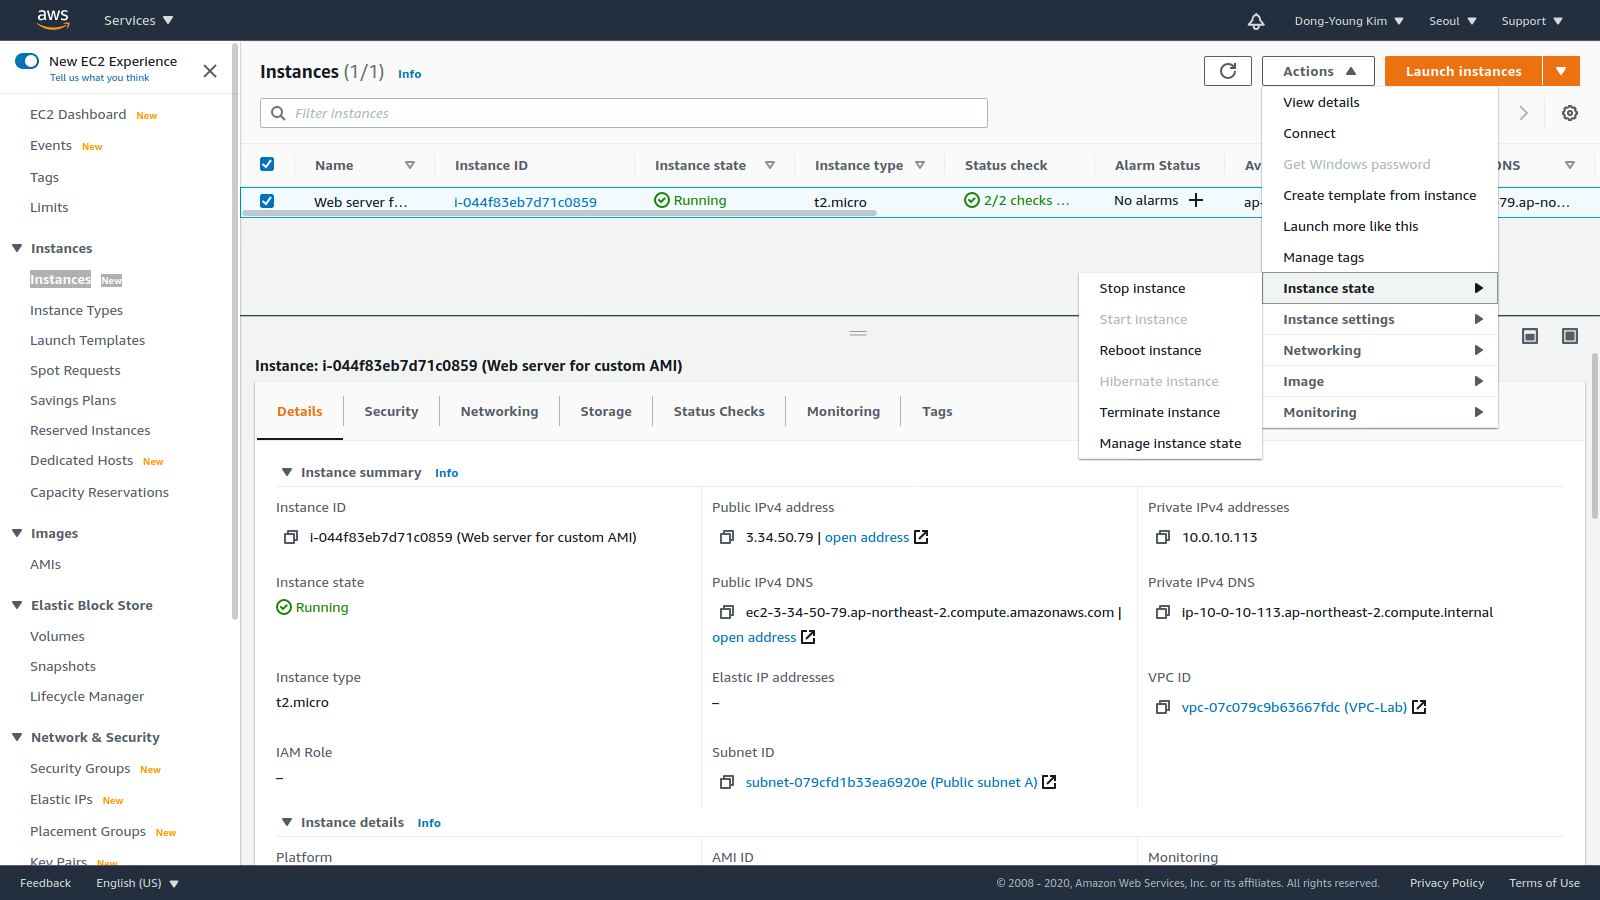 aws Services Dong-Young Kim Seoul Support
New EC2 Experience
Tell us what you think
EC2 Dashboard New
Events New
Tags
Limits
Instances
Instances New
Instance Types
Launch Templates
Spot Requests
Savings Plans
Reserved Instances
Dedicated Hosts New
Capacity Reservations
Images
AMIs
Elastic Block Store
Volumes
Snapshots
Lifecycle Manager
Network & Security
Security Groups New
Elastic IPs New
Placement Groups New
Key Pairs New
Instances (1/1) Info
Actions
Launch instances
Filter instances
Name Instance ID Instance state Instance type Status check Alarm Status Av DNS
Web server f... i-044f83eb7d71c0859 Running t2.micro 2/2 checks ... No alarms ap- 79.ap-no...
View details
Connect
Get Windows password
Create template from instance
Launch more like this
Manage tags
Instance state
Instance settings
Networking
Image
Monitoring
Stop instance
Start instance
Reboot instance
Hibernate instance
Terminate instance
Manage instance state
Instance: i-044f83eb7d71c0859 (Web server for custom AMI)
Details Security Networking Storage Status Checks Monitoring Tags
Instance summary Info
Instance ID
i-044f83eb7d71c0859 (Web server for custom AMI)
Public IPv4 address
3.34.50.79 | open address
Private IPv4 addresses
10.0.10.113
Instance state
Running
Public IPv4 DNS
ec2-3-34-50-79.ap-northeast-2.compute.amazonaws.com |
open address
Private IPv4 DNS
ip-10-0-10-113.ap-northeast-2.compute.internal
Instance type
t2.micro
Elastic IP addresses
–
VPC ID
vpc-07c079c9b63667fdc (VPC-Lab)
IAM Role
–
Subnet ID
subnet-079cfd1b33ea6920e (Public subnet A)
Instance details Info
Platform AMI ID Monitoring
Feedback English (US) © 2008 - 2020, Amazon Web Services, Inc. or its affiliates. All rights reserved. Privacy Policy Terms of Use